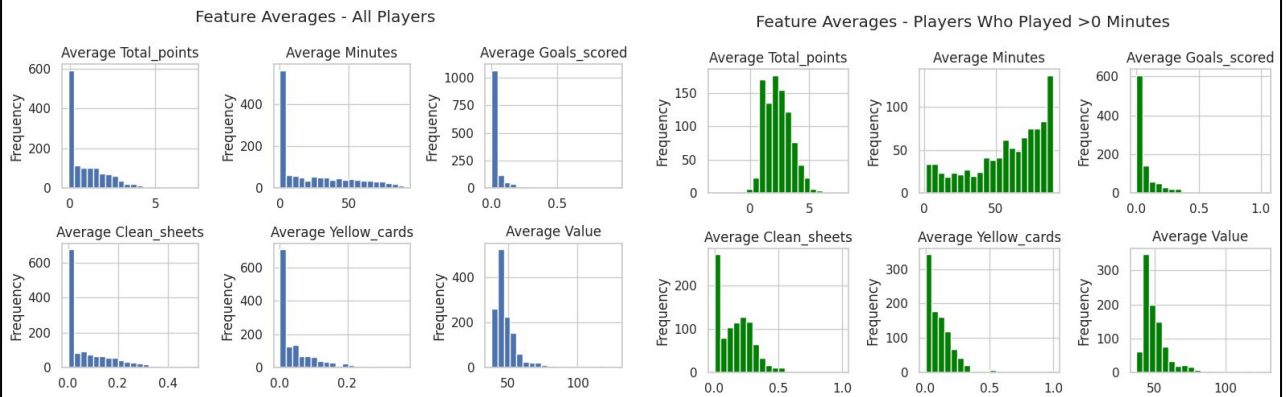 Feature Averages - All Players
Average Total_points
Average Minutes
Average Goals_scored
Frequency
600
400
200
0
0
5
Frequency
400
200
0
0
50
Frequency
1000
750
500
250
0
0.0
0.5
Average Clean_sheets
Average Yellow_cards
Average Value
Frequency
600
400
200
0
0.0
0.2
0.4
Frequency
600
400
200
0
0.0
0.2
Frequency
400
200
0
50
100
Feature Averages - Players Who Played >0 Minutes
Average Total_points
Average Minutes
Average Goals_scored
Frequency
150
100
50
0
0
5
Frequency
100
50
0
0
50
Frequency
600
400
200
0
0.0
0.5
1.0
Average Clean_sheets
Average Yellow_cards
Average Value
Frequency
200
100
0
0.0
0.5
1.0
Frequency
300
200
100
0
0.0
0.5
1.0
Frequency
300
200
100
0
50
100